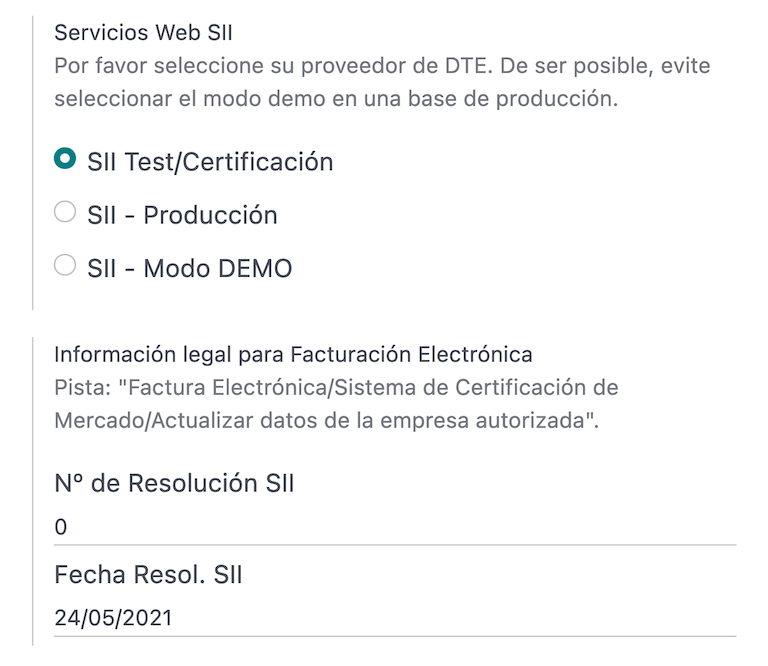 Servicios Web SII
Por favor seleccione su proveedor de DTE. De ser posible, evite
seleccionar el modo demo en una base de producción.
SII Test/Certificación
SII - Producción
SII - Modo DEMO
Información legal para Facturación Electrónica
Pista: "Factura Electrónica/Sistema de Certificación de
Mercado/Actualizar datos de la empresa autorizada".
Nº de Resolución SII
0
Fecha Resol. SII
24/05/2021